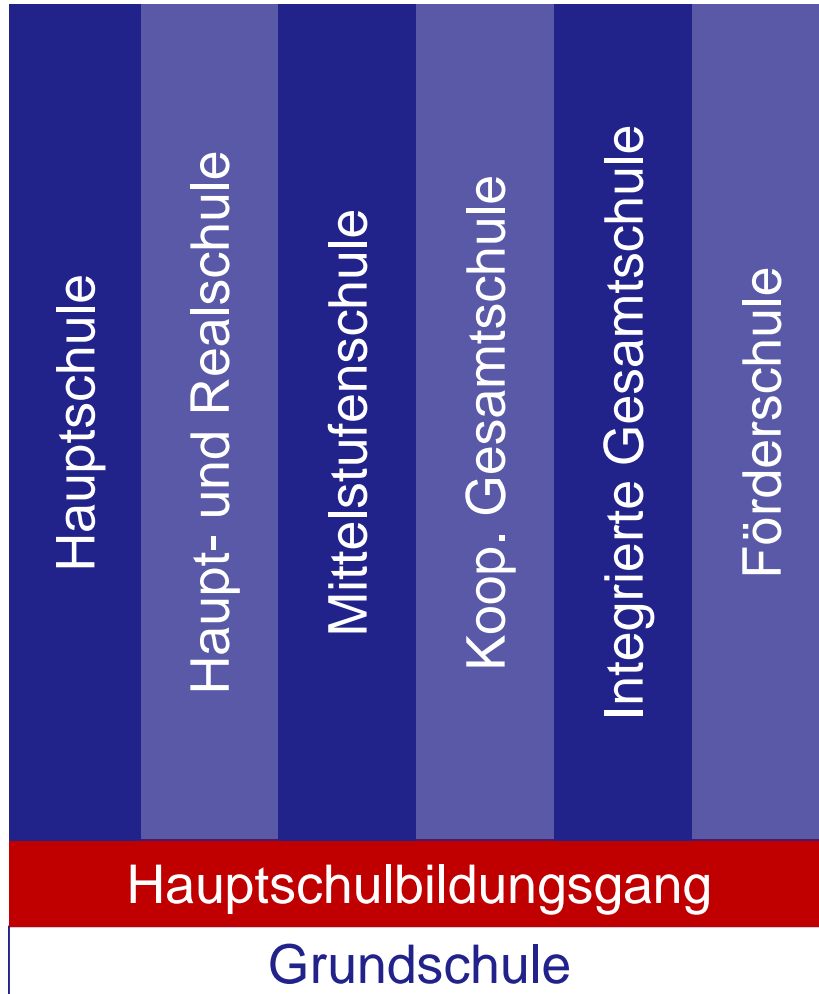 Hauptschule
Haupt- und Realschule
Mittelstufenschule
Koop. Gesamtschule
Integrierte Gesamtschule
Förderschule
Hauptschulbildungsgang
Grundschule